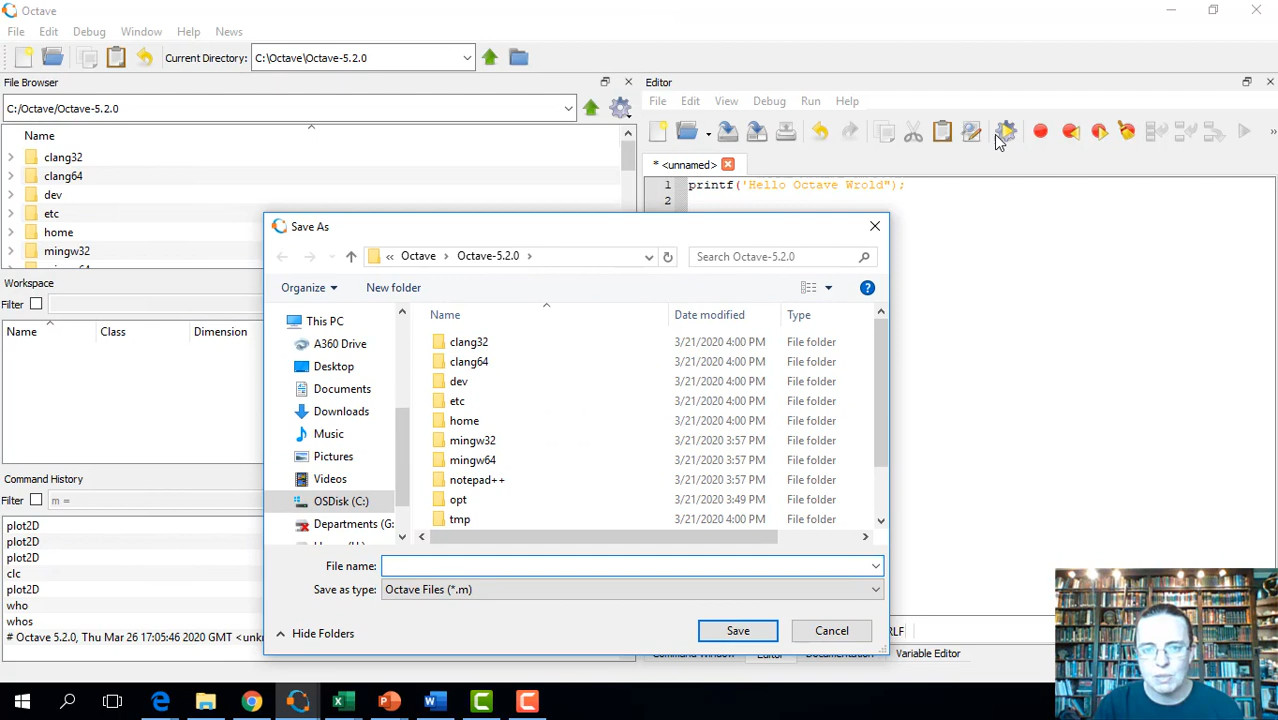 Octave
File Edit Debug Window Help News
Current Directory: C:\Octave\Octave-5.2.0
File Browser
C:/Octave/Octave-5.2.0
Name
clang32
clang64
dev
etc
home
mingw32
Workspace
Filter
Name Class Dimension
Command History
Filter m =
plot2D
plot2D
plot2D
clc
plot2D
who
whos
# Octave 5.2.0, Thu Mar 26 17:05:46 2020 GMT <unk
Editor
File Edit View Debug Run Help
* <unnamed>
1 printf('Hello Octave Wrold");
2
Save As
« Octave Octave-5.2.0
Search Octave-5.2.0
Organize New folder
This PC
A360 Drive
Desktop
Documents
Downloads
Music
Pictures
Videos
OSDisk (C:)
Departments (G:
Name Date modified Type
clang32 3/21/2020 4:00 PM File folder
clang64 3/21/2020 4:00 PM File folder
dev 3/21/2020 4:00 PM File folder
etc 3/21/2020 4:00 PM File folder
home 3/21/2020 4:00 PM File folder
mingw32 3/21/2020 3:57 PM File folder
mingw64 3/21/2020 3:57 PM File folder
notepad++ 3/21/2020 3:57 PM File folder
opt 3/21/2020 3:49 PM File folder
tmp 3/21/2020 4:00 PM File folder
File name:
Save as type: Octave Files (*.m)
Hide Folders
Save Cancel
RLF
Command Window Editor Documentation Variable Editor